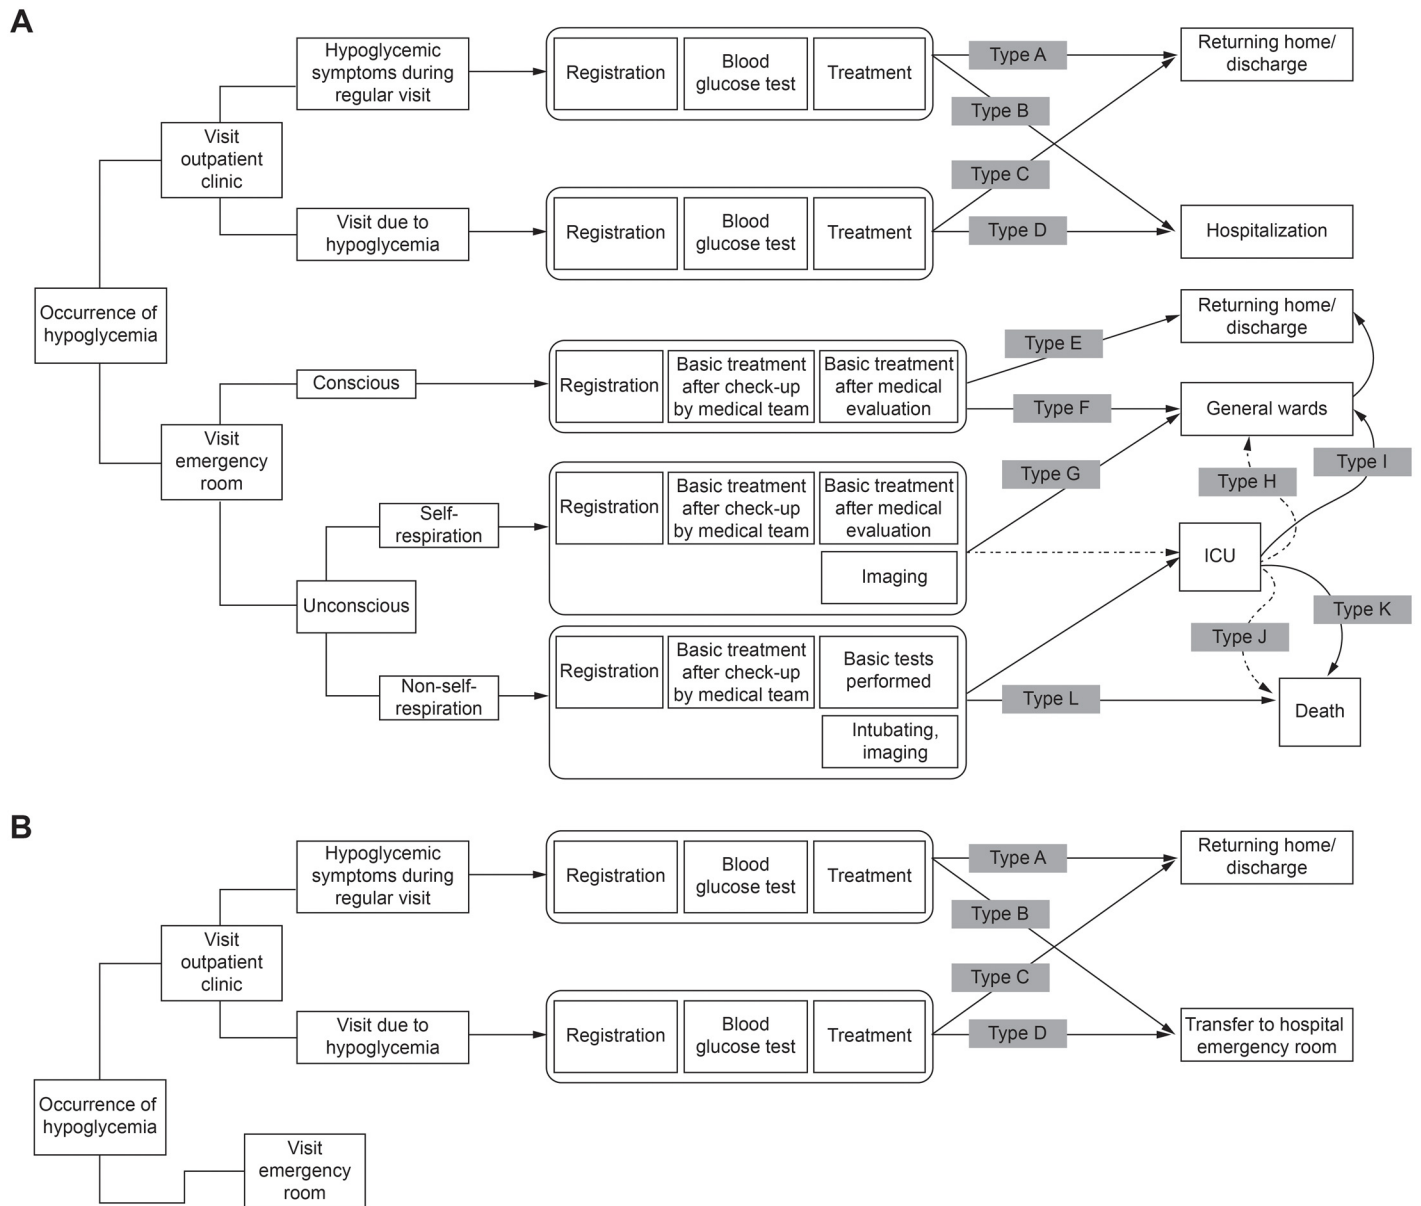 A
Hypoglycemic
symptoms during
regular visit
Registration
Blood
glucose test
Treatment
Type A
Returning home/
discharge
Type B
Visit
outpatient
clinic
Type C
Visit due to
hypoglycemia
Registration
Blood
glucose test
Treatment
Type D
Hospitalization
Occurrence of
hypoglycemia
Returning home/
discharge
Type E
Conscious
Registration
Basic treatment
after check-up
by medical team
Basic treatment
after medical
evaluation
Type F
General wards
Visit
emergency
room
Type G
Type H
Type I
Self-
respiration
Registration
Basic treatment
after check-up
by medical team
Basic treatment
after medical
evaluation
Imaging
ICU
Unconscious
Type J
Type K
Non-self-
respiration
Registration
Basic treatment
after check-up
by medical team
Basic tests
performed
Intubating,
imaging
Type L
Death
B
Hypoglycemic
symptoms during
regular visit
Registration
Blood
glucose test
Treatment
Type A
Returning home/
discharge
Type B
Visit
outpatient
clinic
Type C
Visit due to
hypoglycemia
Registration
Blood
glucose test
Treatment
Type D
Transfer to hospital
emergency room
Occurrence of
hypoglycemia
Visit
emergency
room